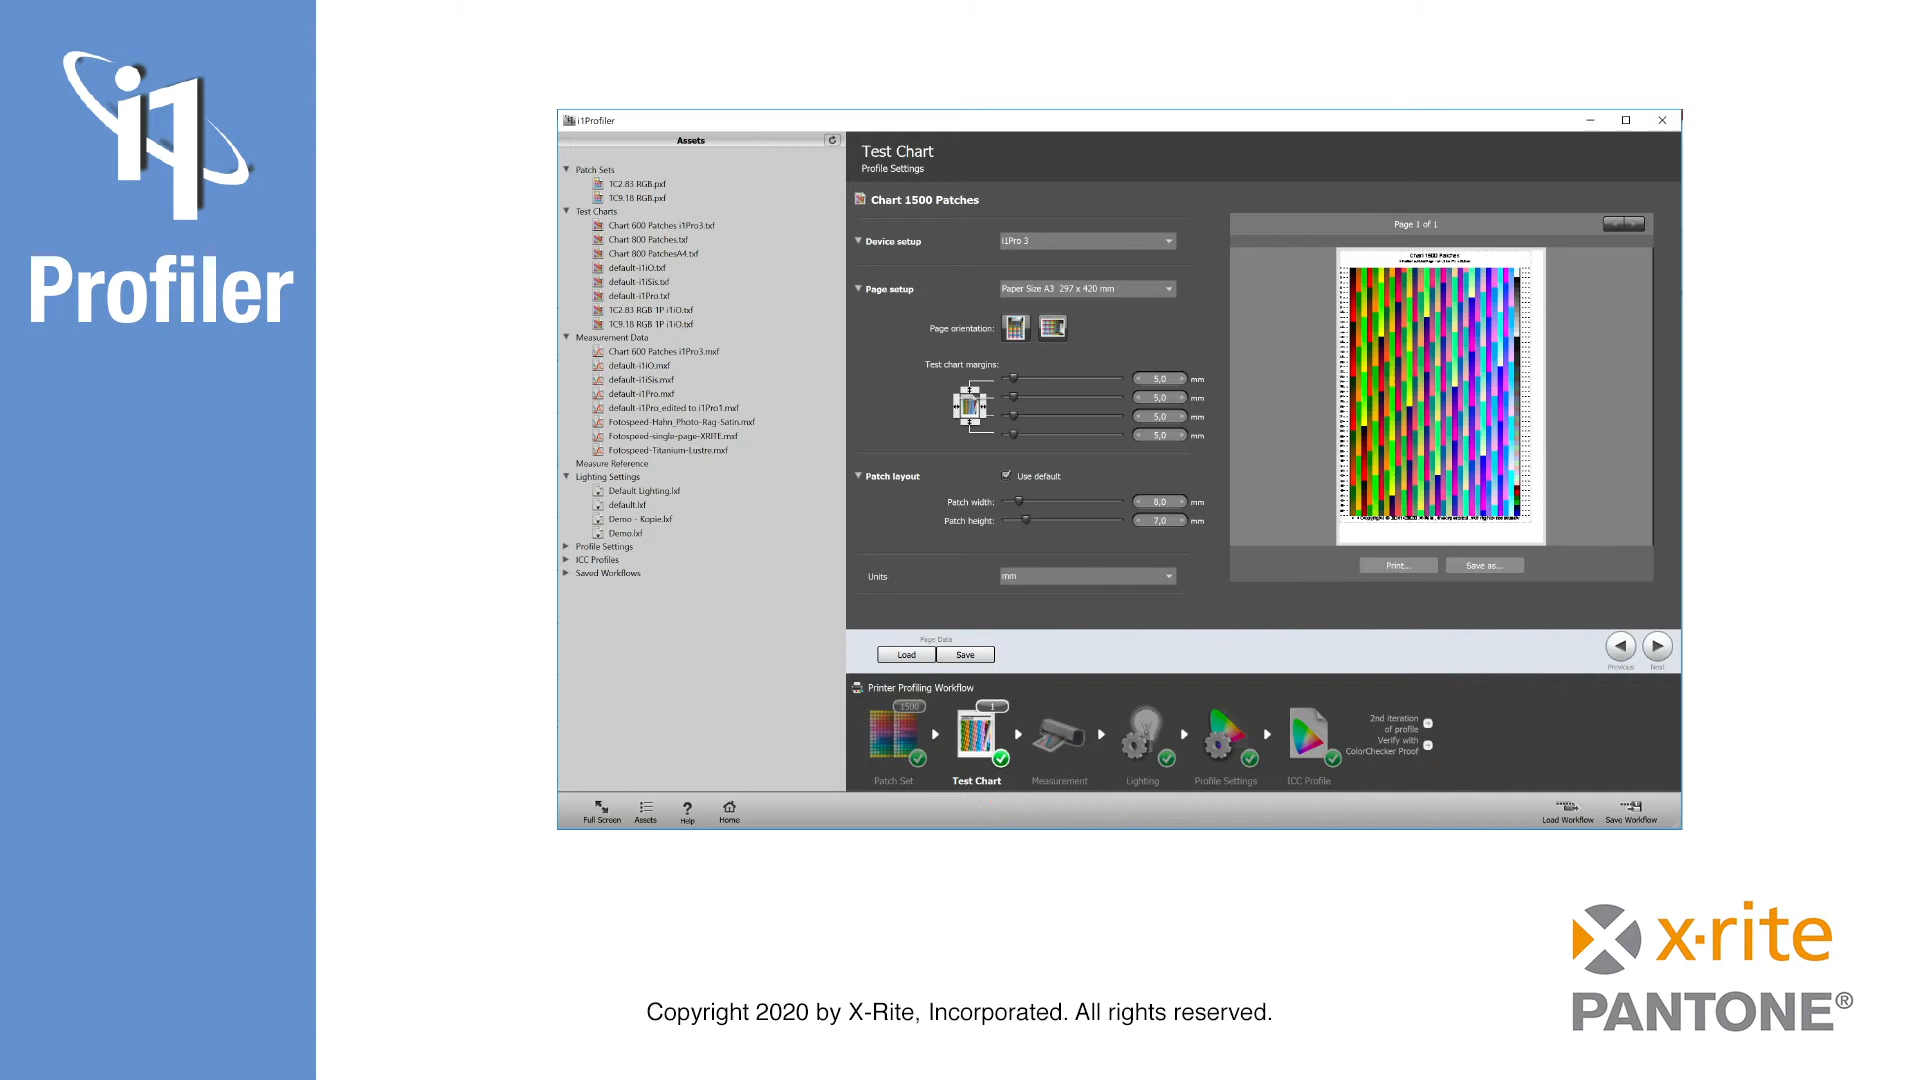 i1
Profiler
i1Profiler
Assets
Patch Sets
TC2.83 RGB.pxf
TC9.18 RGB.pxf
Test Charts
Chart 600 Patches i1Pro3.txf
Chart 800 Patches.txf
Chart 800 PatchesA4.txf
default-i1iO.txf
default-i1iSis.txf
default-i1Pro.txf
TC2.83 RGB 1P i1iO.txf
TC9.18 RGB 1P i1iO.txf
Measurement Data
Chart 600 Patches i1Pro3.mxf
default-i1iO.mxf
default-i1iSis.mxf
default-i1Pro.mxf
default-i1Pro_edited to i1Pro1.mxf
Fotospeed-Hahn_Photo-Rag-Satin.mxf
Fotospeed-single-page-XRITE.mxf
Fotospeed-Titanium-Lustre.mxf
Measure Reference
Lighting Settings
Default Lighting.lxf
default.lxf
Demo - Kopie.lxf
Demo.lxf
Profile Settings
ICC Profiles
Saved Workflows
Test Chart
Profile Settings
Chart 1500 Patches
Device setup
i1Pro 3
Page setup
Paper Size A3 297 x 420 mm
Page orientation:
Test chart margins:
5,0 mm
5,0 mm
5,0 mm
5,0 mm
Patch layout
Use default
Patch width: 8,0 mm
Patch height: 7,0 mm
Units
mm
Page 1 of 1
Chart 1500 Patches
Print...
Save as...
Page Data
Load
Save
Previous
Next
Printer Profiling Workflow
1500
1
Patch Set
Test Chart
Measurement
Lighting
Profile Settings
ICC Profile
2nd iteration
of profile
Verify with
ColorChecker Proof
Full Screen
Assets
Help
Home
Load Workflow
Save Workflow
x·rite
PANTONE®
Copyright 2020 by X-Rite, Incorporated. All rights reserved.